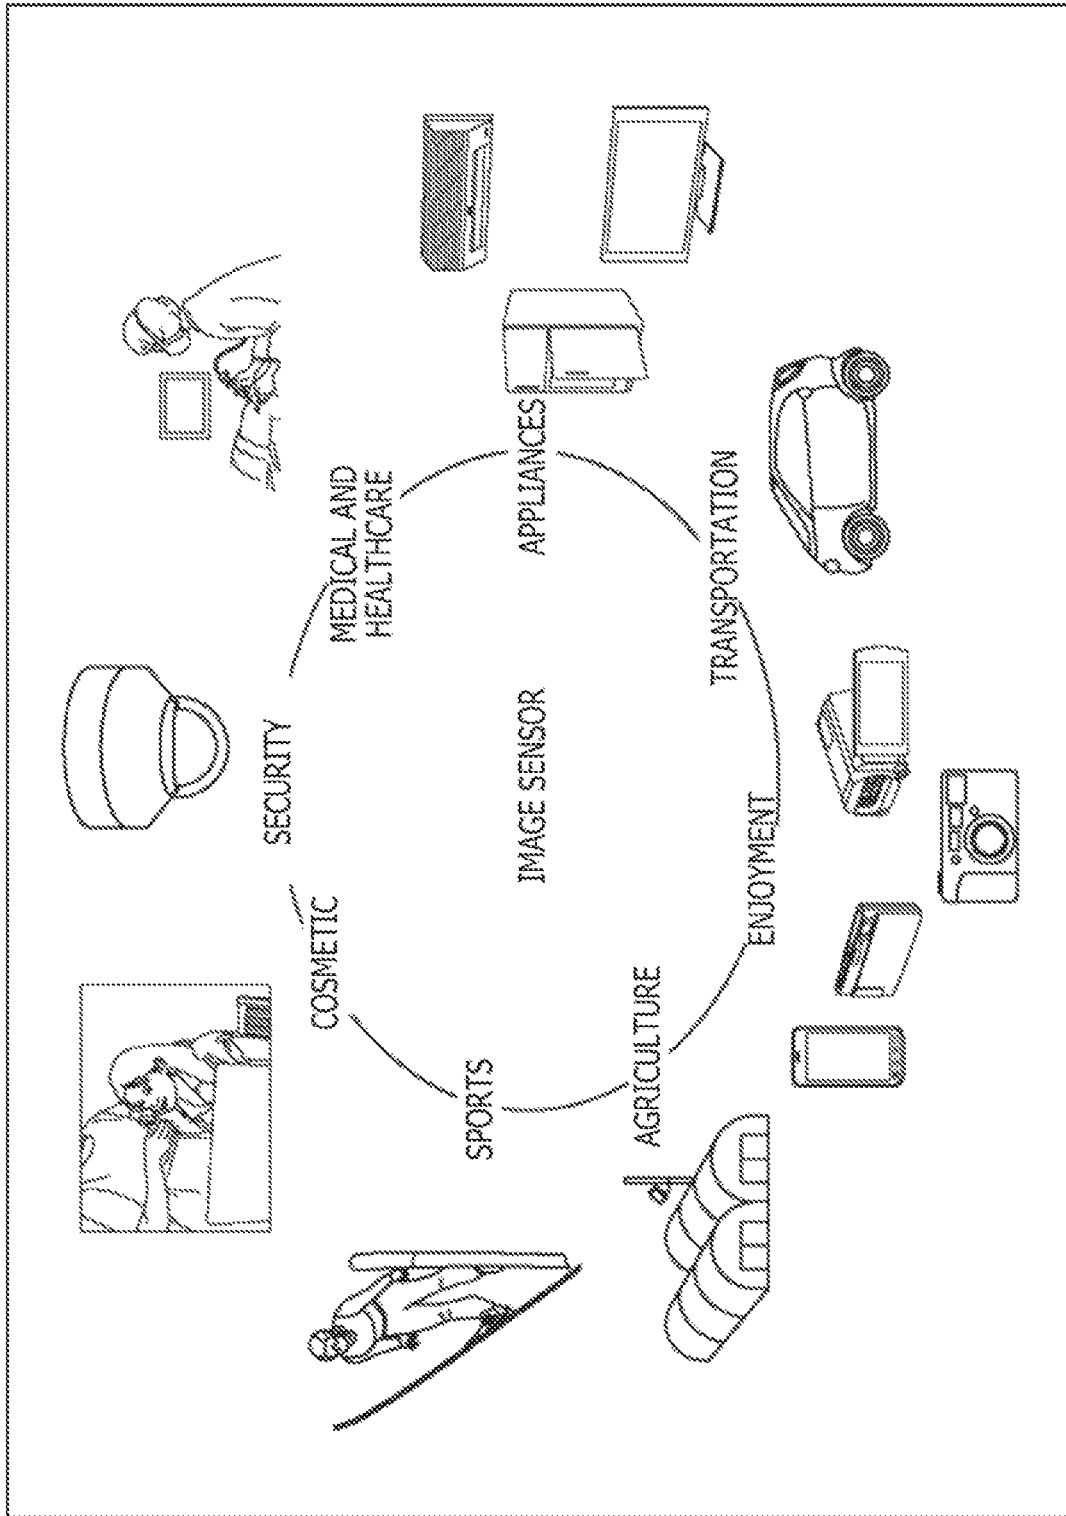 SECURITY
COSMETIC
MEDICAL AND
HEALTHCARE
SPORTS
IMAGE SENSOR
APPLIANCES
AGRICULTURE
TRANSPORTATION
ENJOYMENT